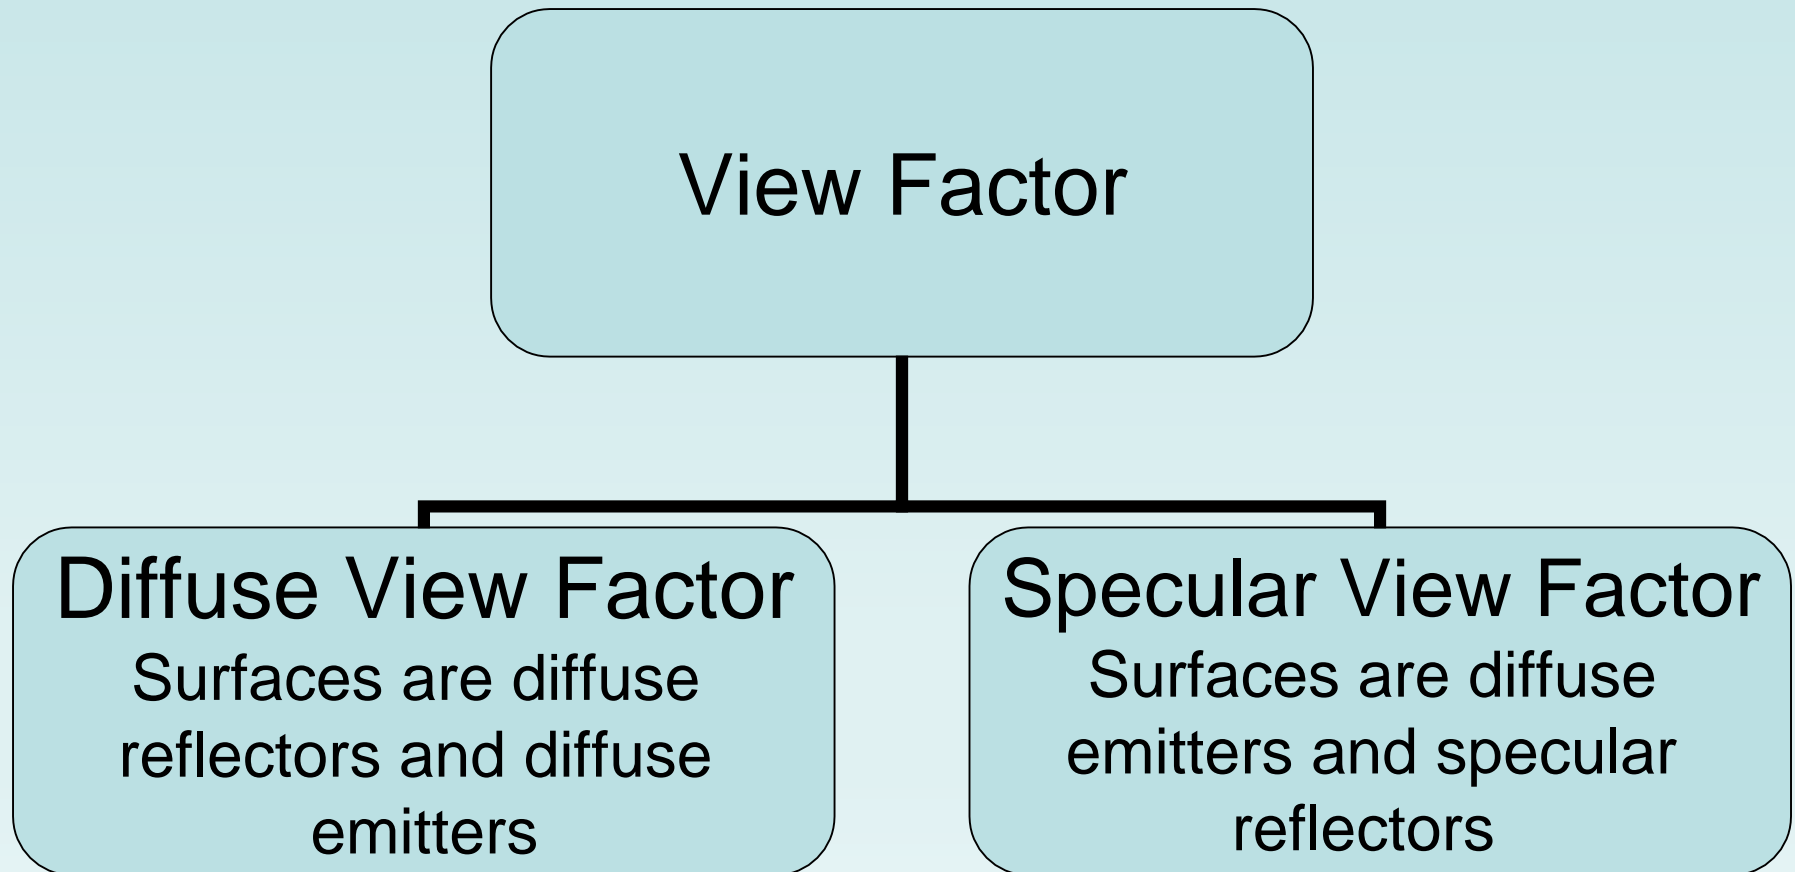 View Factor
Diffuse View Factor
Surfaces are diffuse
reflectors and diffuse
emitters
Specular View Factor
Surfaces are diffuse
emitters and specular
reflectors